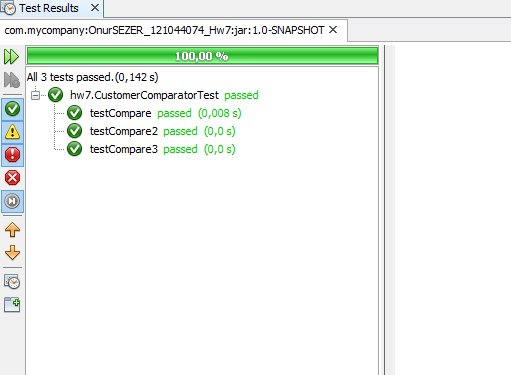 Test Results
com.mycompany:OnurSEZER_121044074_Hw7:jar:1.0-SNAPSHOT
100,00 %
All 3 tests passed.(0,142 s)
hw7.CustomerComparatorTest passed
testCompare passed (0,008 s)
testCompare2 passed (0,0 s)
testCompare3 passed (0,0 s)